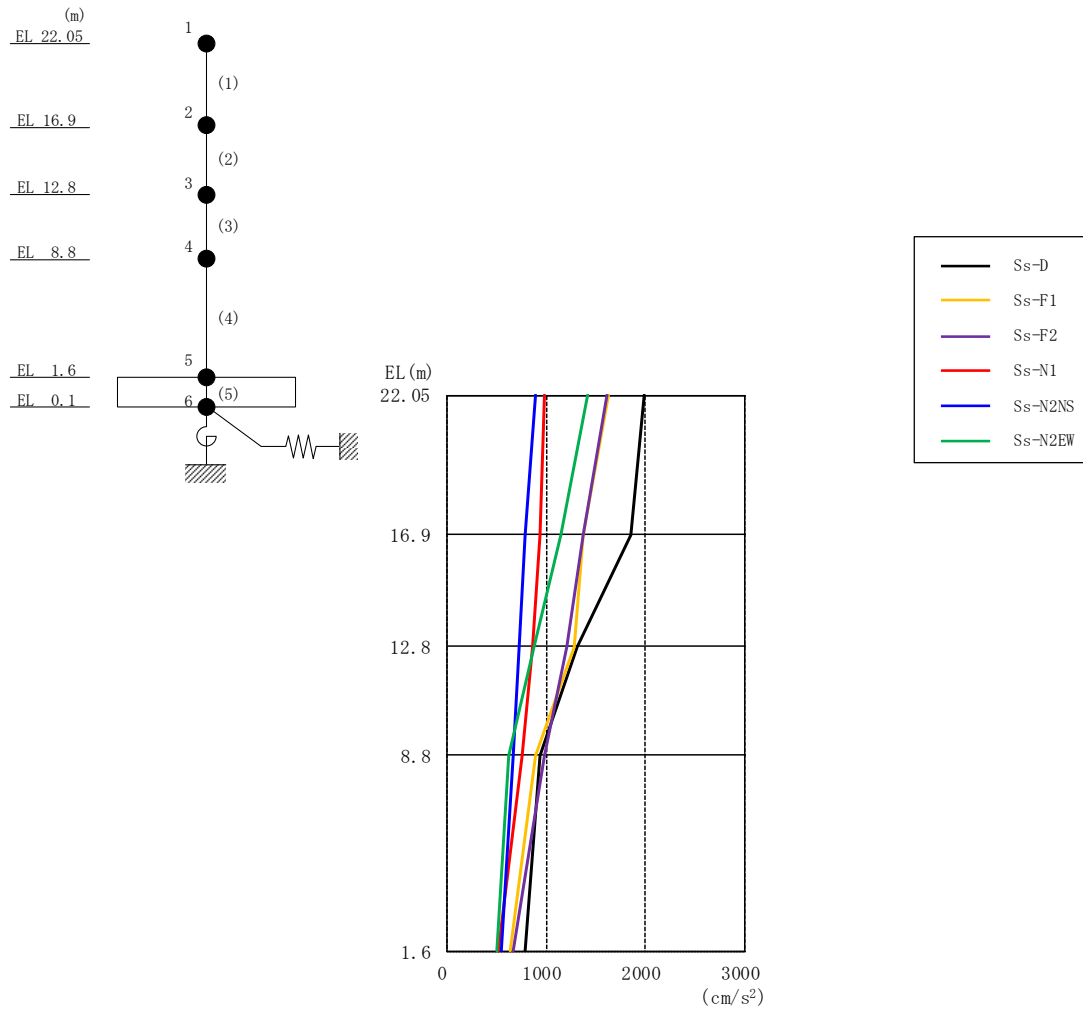 (m)
EL 22.05
EL 16.9
EL 12.8
EL 8.8
EL 1.6
EL 0.1
1
(1)
2
(2)
3
(3)
4
(4)
5
(5)
6
EL(m)
22.05
16.9
12.8
8.8
1.6
0 1000 2000 3000
(cm/s²)
Ss-D
Ss-F1
Ss-F2
Ss-N1
Ss-N2NS
Ss-N2EW